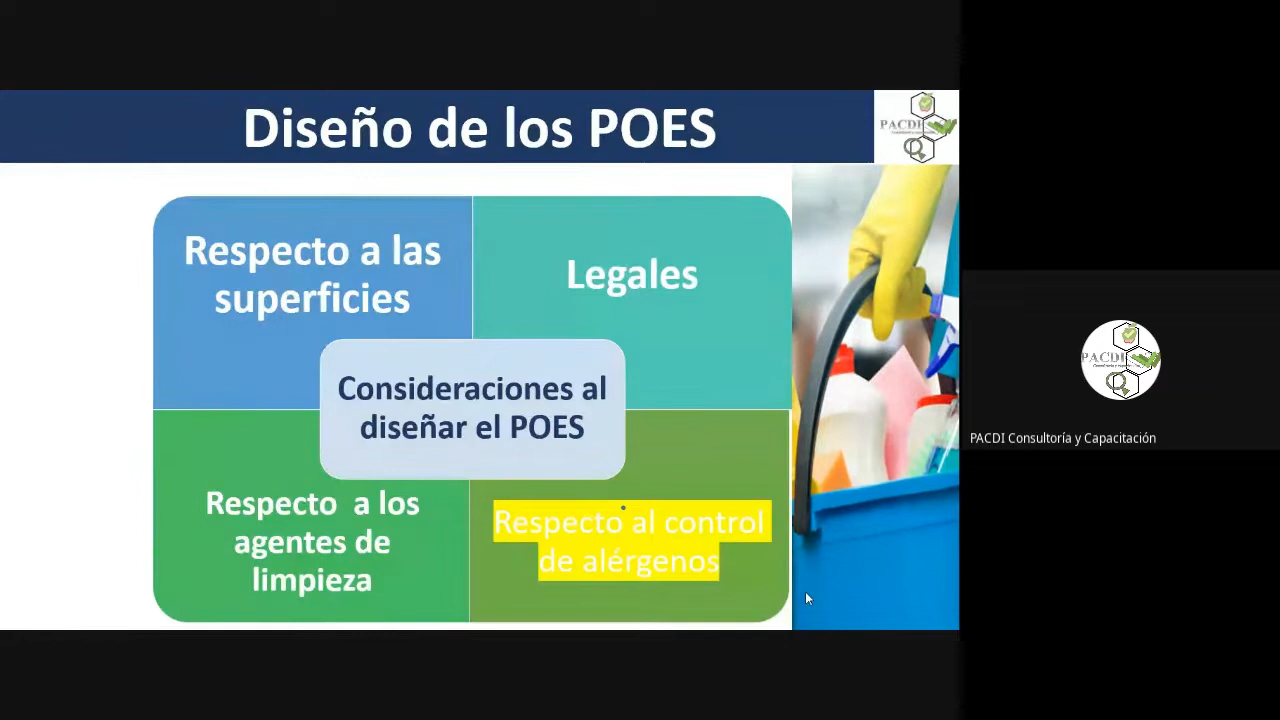 Diseño de los POES
PACDI
Respecto a las
superficies
Legales
Consideraciones al
diseñar el POES
Respecto  a los
agentes de
limpieza
Respecto al control
de alérgenos
PACDI
PACDI Consultoría y Capacitación